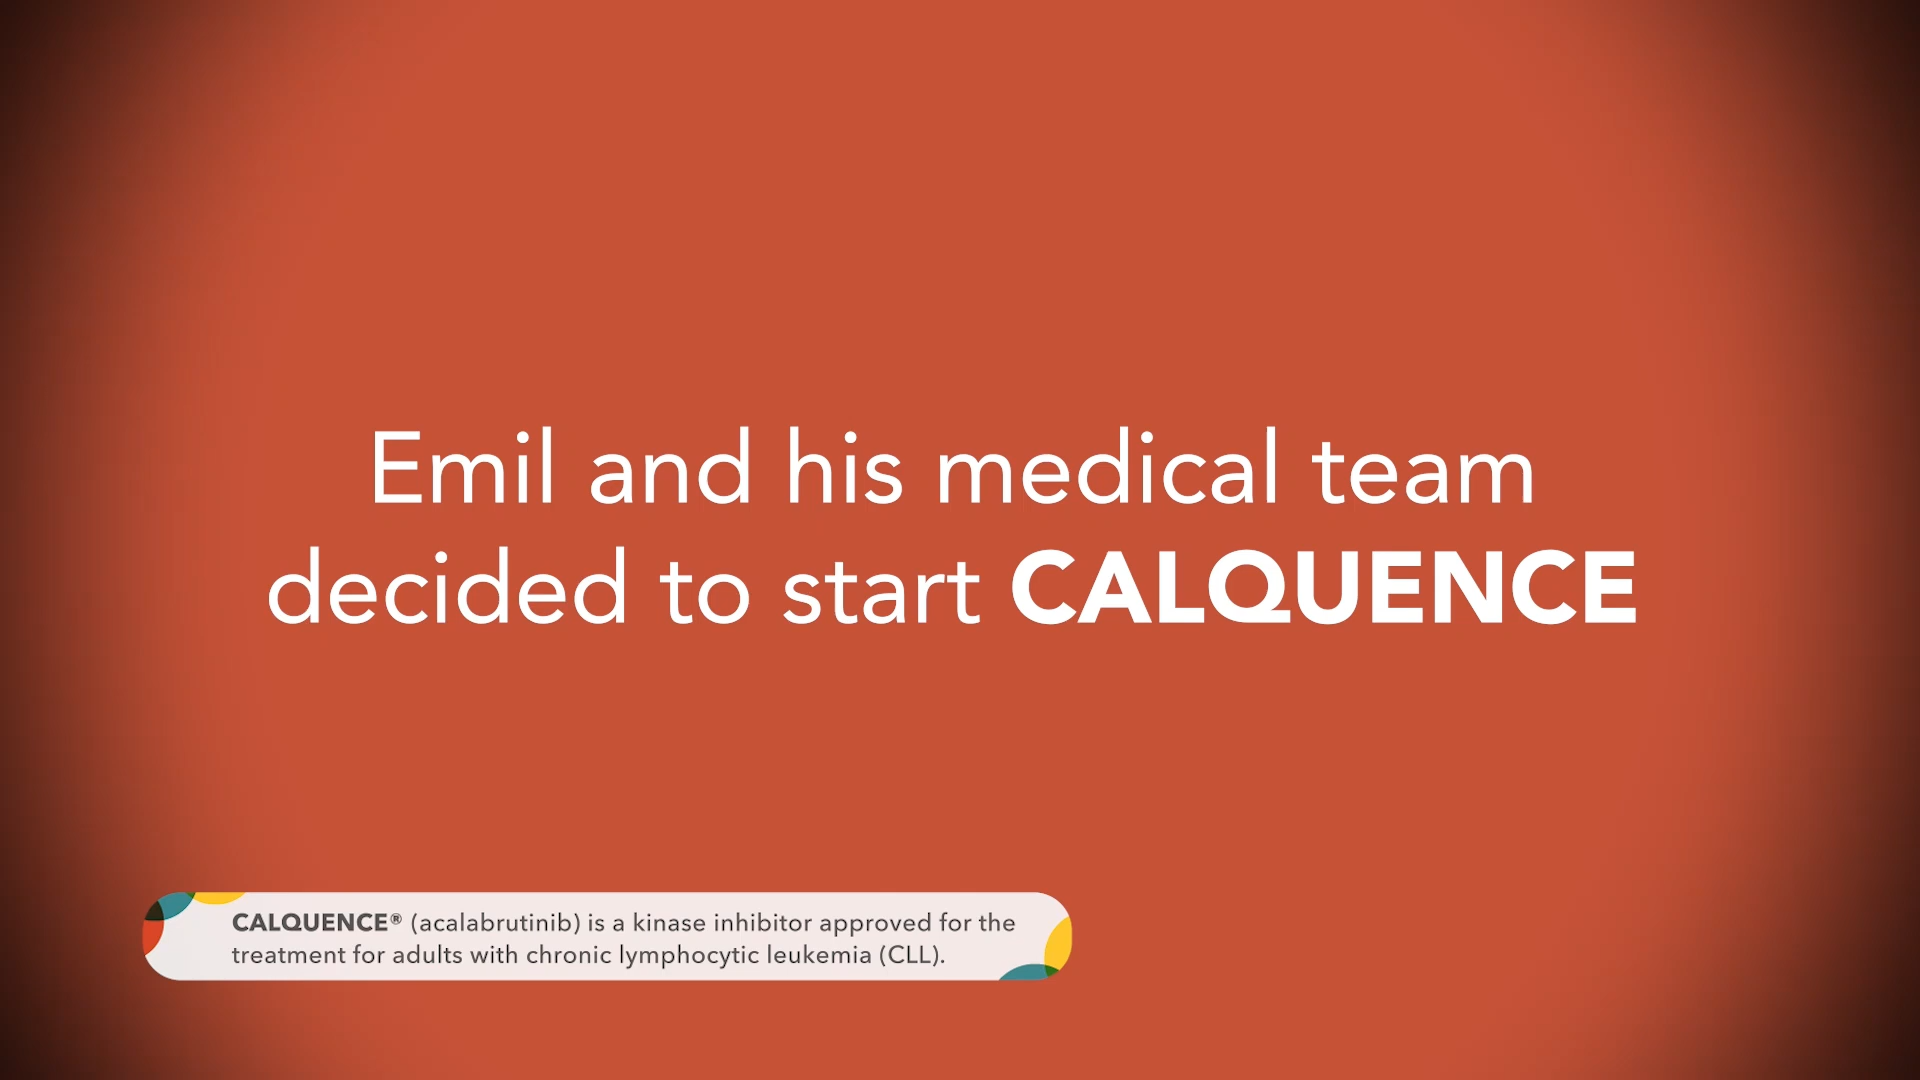 Emil and his medical team
decided to start CALQUENCE
CALQUENCE® (acalabrutinib) is a kinase inhibitor approved for the
treatment for adults with chronic lymphocytic leukemia (CLL).